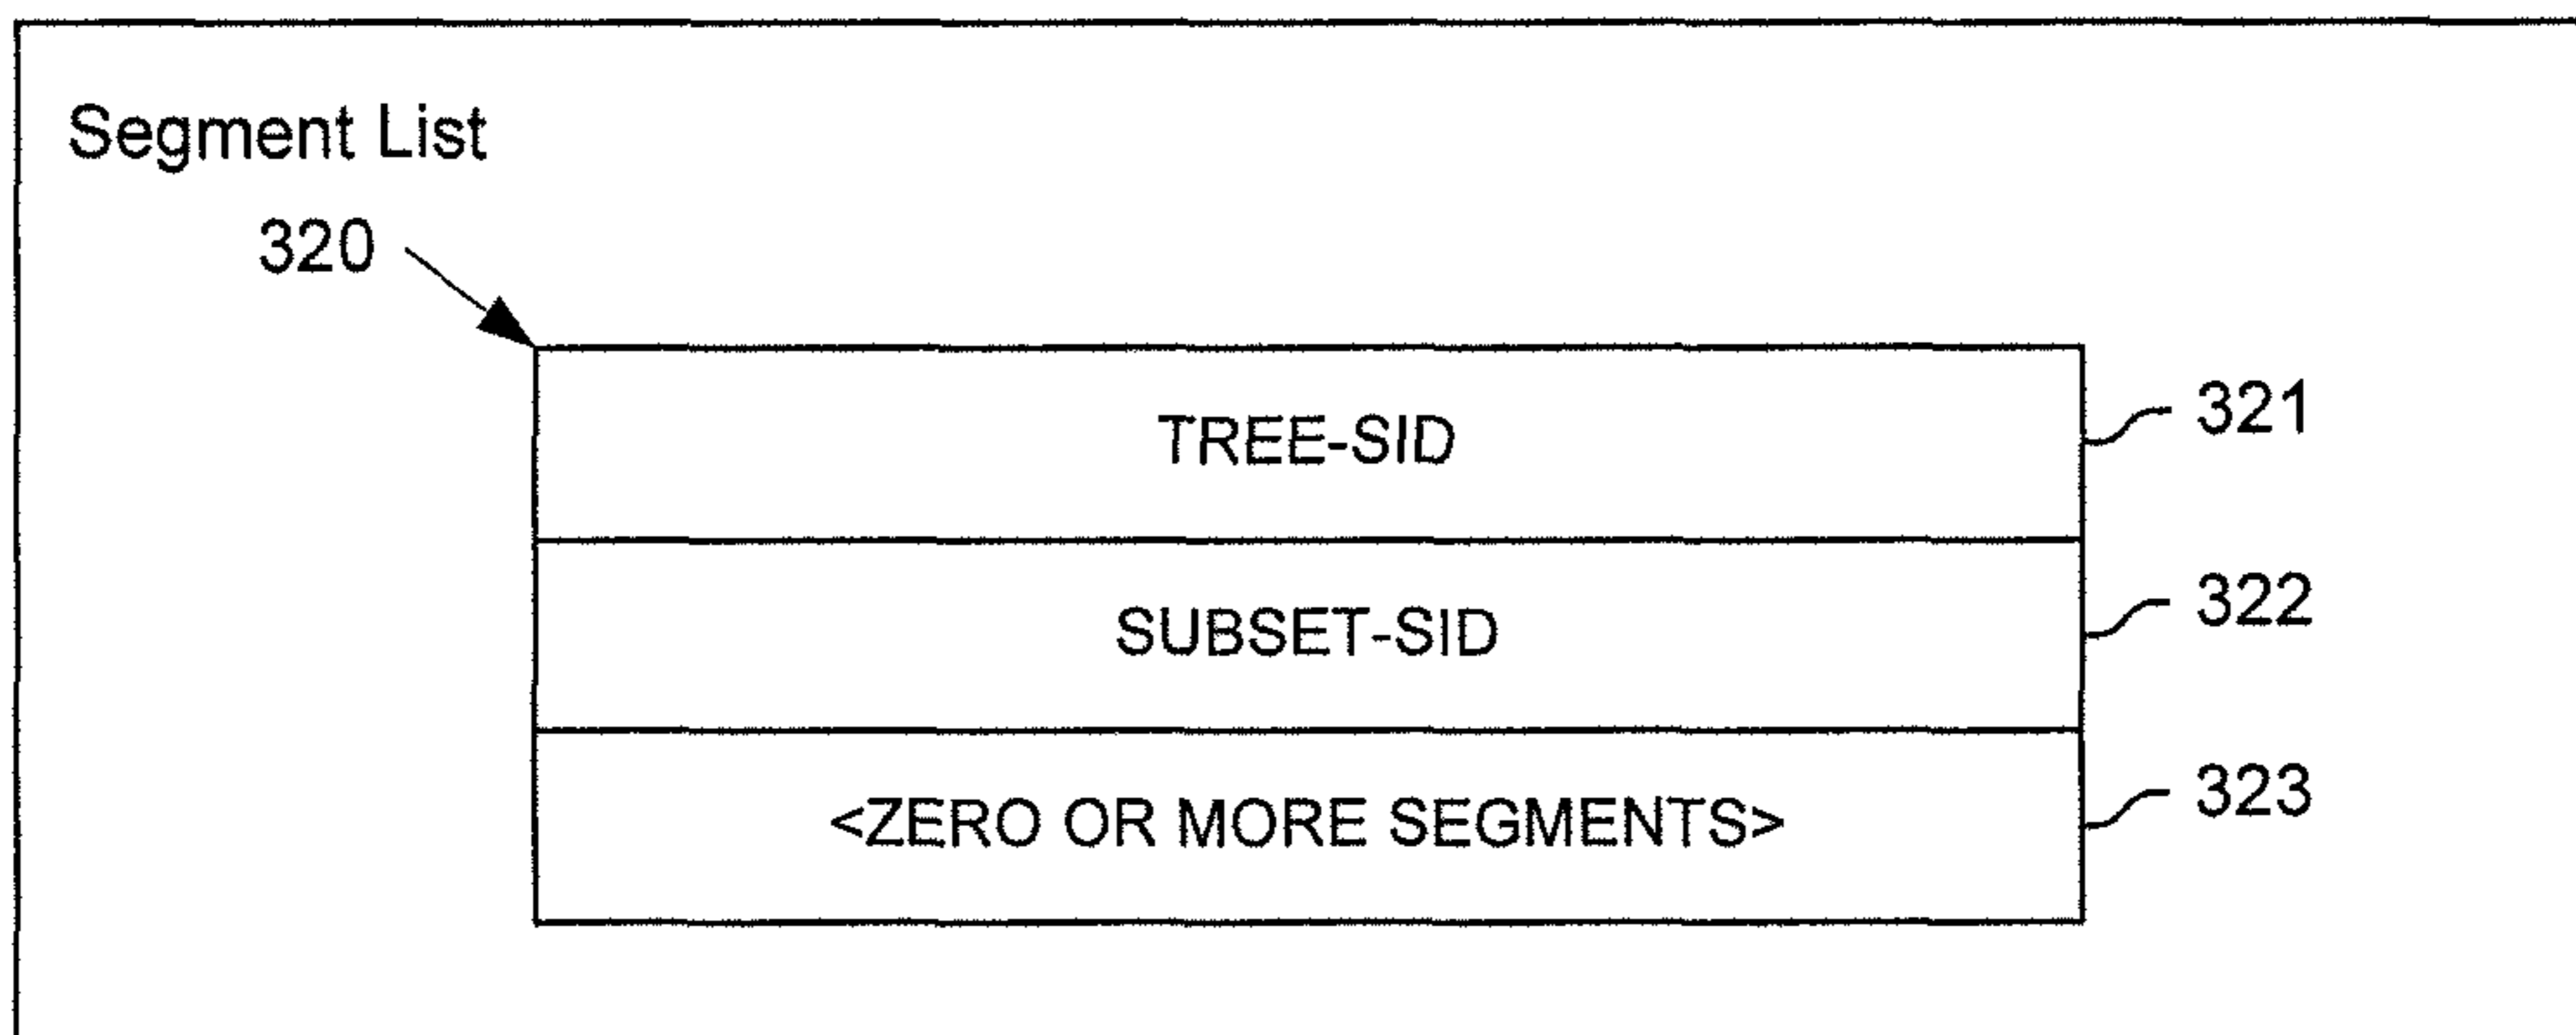 Segment List
320
TREE-SID
321
SUBSET-SID
322
<ZERO OR MORE SEGMENTS>
323